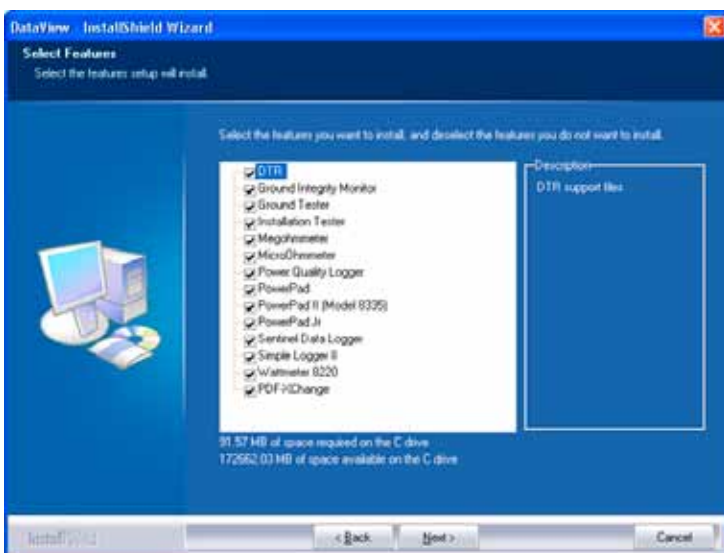 DataView - InstallShield Wizard
Select Features
Select the features setup will install.
Select the features you want to install, and deselect the features you do not want to install.
DTR
Ground Integrity Monitor
Ground Tester
Installation Tester
Megohmmeter
MicroOhmmeter
Power Quality Logger
PowerPad
PowerPad II (Model 8335)
PowerPad Jr
Sentinel Data Logger
Simple Logger II
Wattmeter 8220
PDF-XChange
Description
DTR support files
91.57 MB of space required on the C drive
172662.03 MB of space available on the C drive
InstallShield
< Back
Next >
Cancel